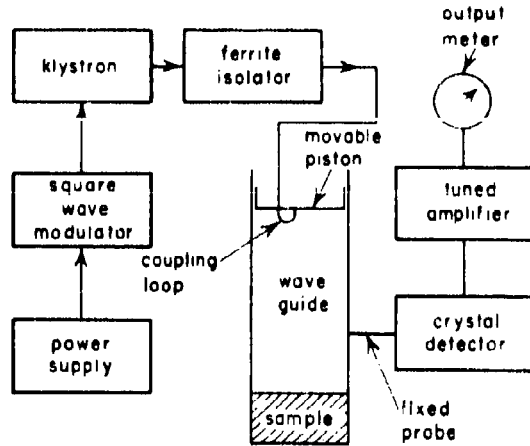 klystron
ferrite
isolator
output
meter
movable
piston
square
wave
modulator
tuned
amplifier
coupling
loop
wave
guide
power
supply
crystal
detector
sample
fixed
probe